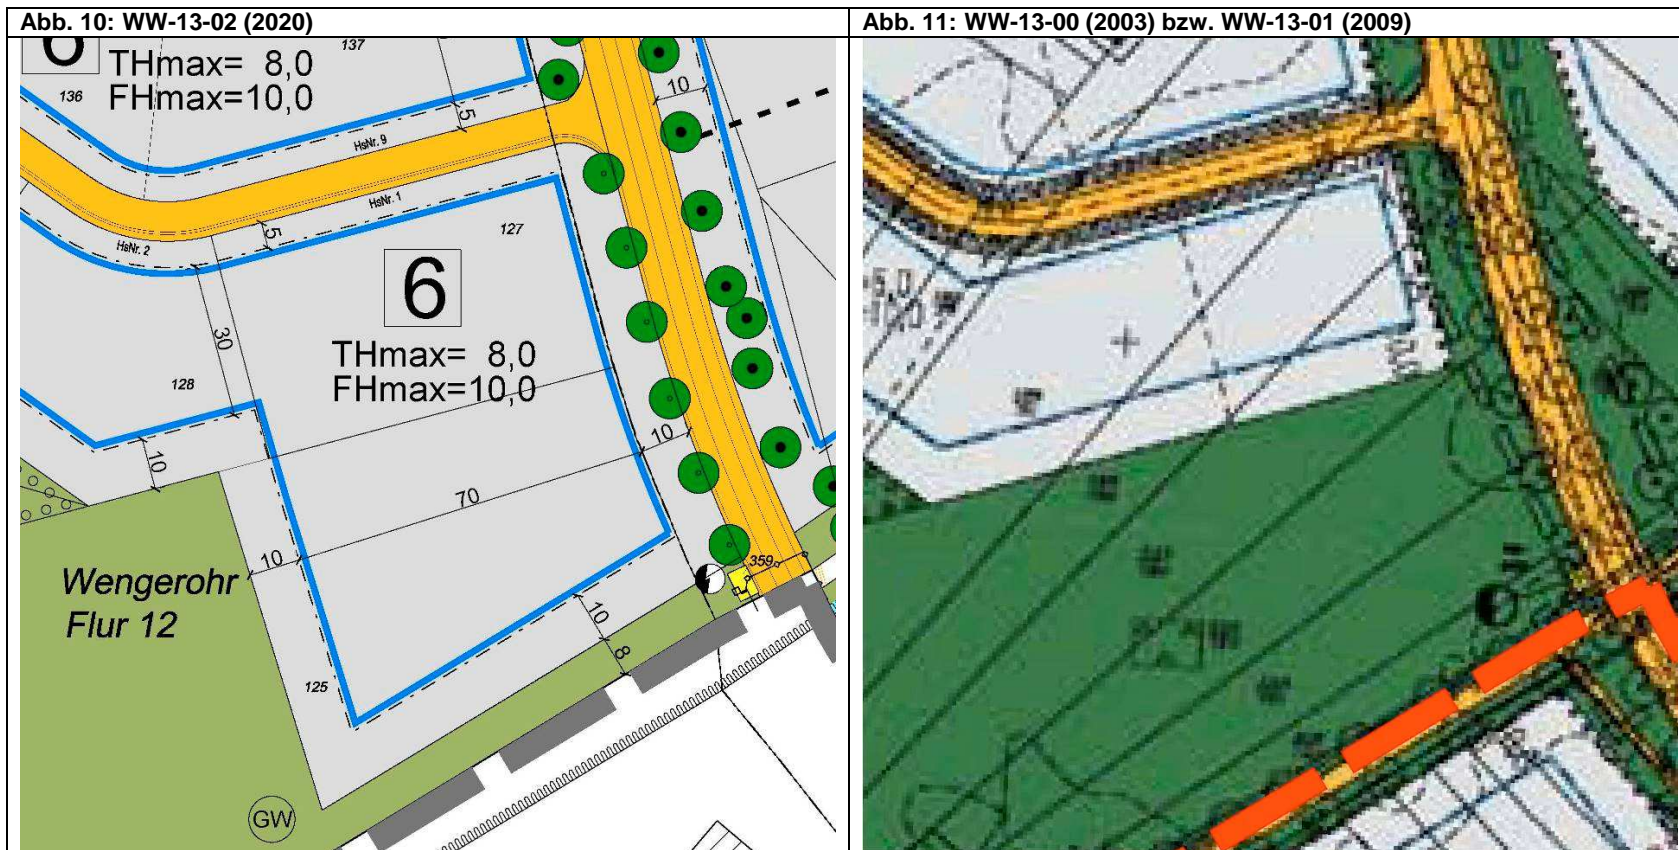 Abb. 10: WW-13-02 (2020)
Abb. 11: WW-13-00 (2003) bzw. WW-13-01 (2009)
6
THmax= 8,0
FHmax=10,0
137
136
5
10
HsNr. 9
HsNr. 1
HsNr. 2
5
127
6
THmax= 8,0
FHmax=10,0
30
128
10
10
70
10
359
Wengerohr
Flur 12
10
8
125
GW